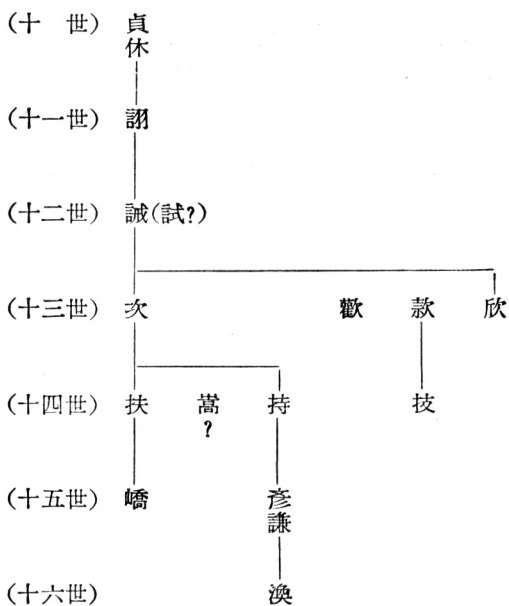 (十 世) 貞休
(十一世) 詡
(十二世) 誠(試?)
(十三世) 次 歡 款 欣
(十四世) 扶 嵩? 持 技
(十五世) 嶠 彥謙
(十六世) 渙